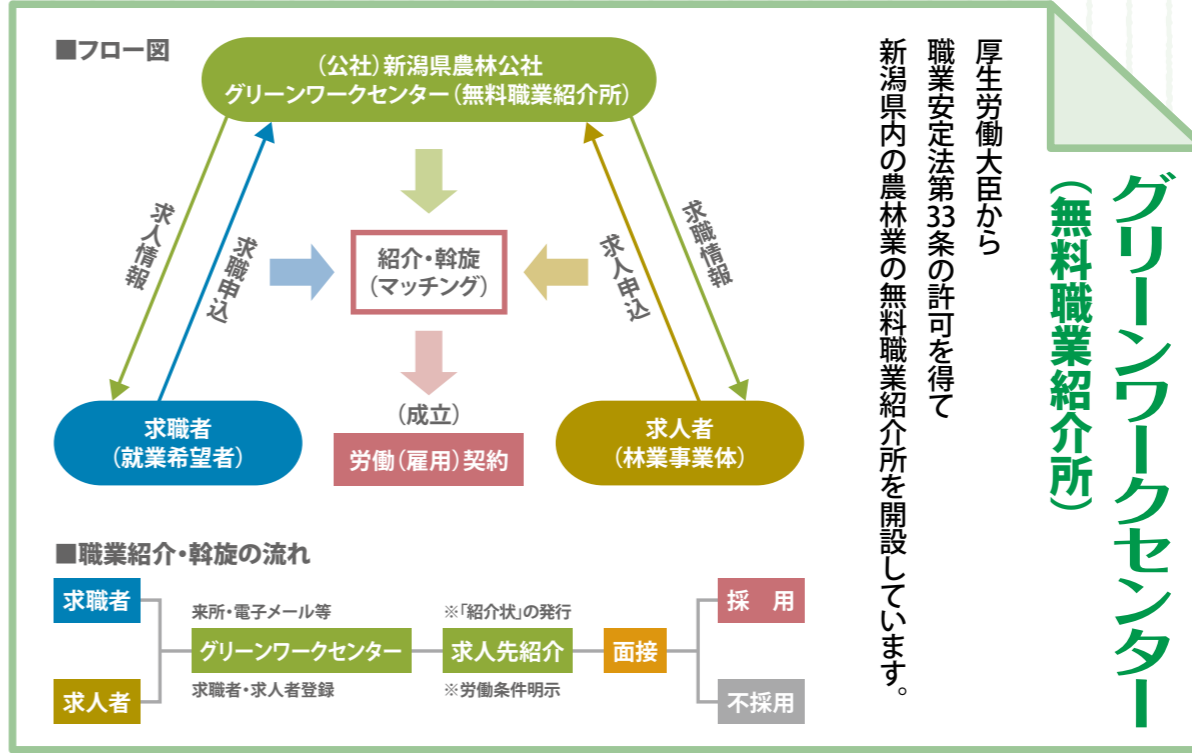 グリーンワークセンター
(無料職業紹介所)
厚生労働大臣から
職業安定法第33条の許可を得て
新潟県内の農林業の無料職業紹介所を開設しています。
■フロー図
(公社)新潟県農林公社
グリーンワークセンター(無料職業紹介所)
求人情報
求職申込
紹介・斡旋
(マッチング)
求人申込
求職情報
求職者
(就業希望者)
(成立)
労働(雇用)契約
求人者
(林業事業体)
■職業紹介・斡旋の流れ
求職者
求人者
来所・電子メール等
グリーンワークセンター
求職者・求人者登録
※「紹介状」の発行
求人先紹介
※労働条件明示
面接
採 用
不採用